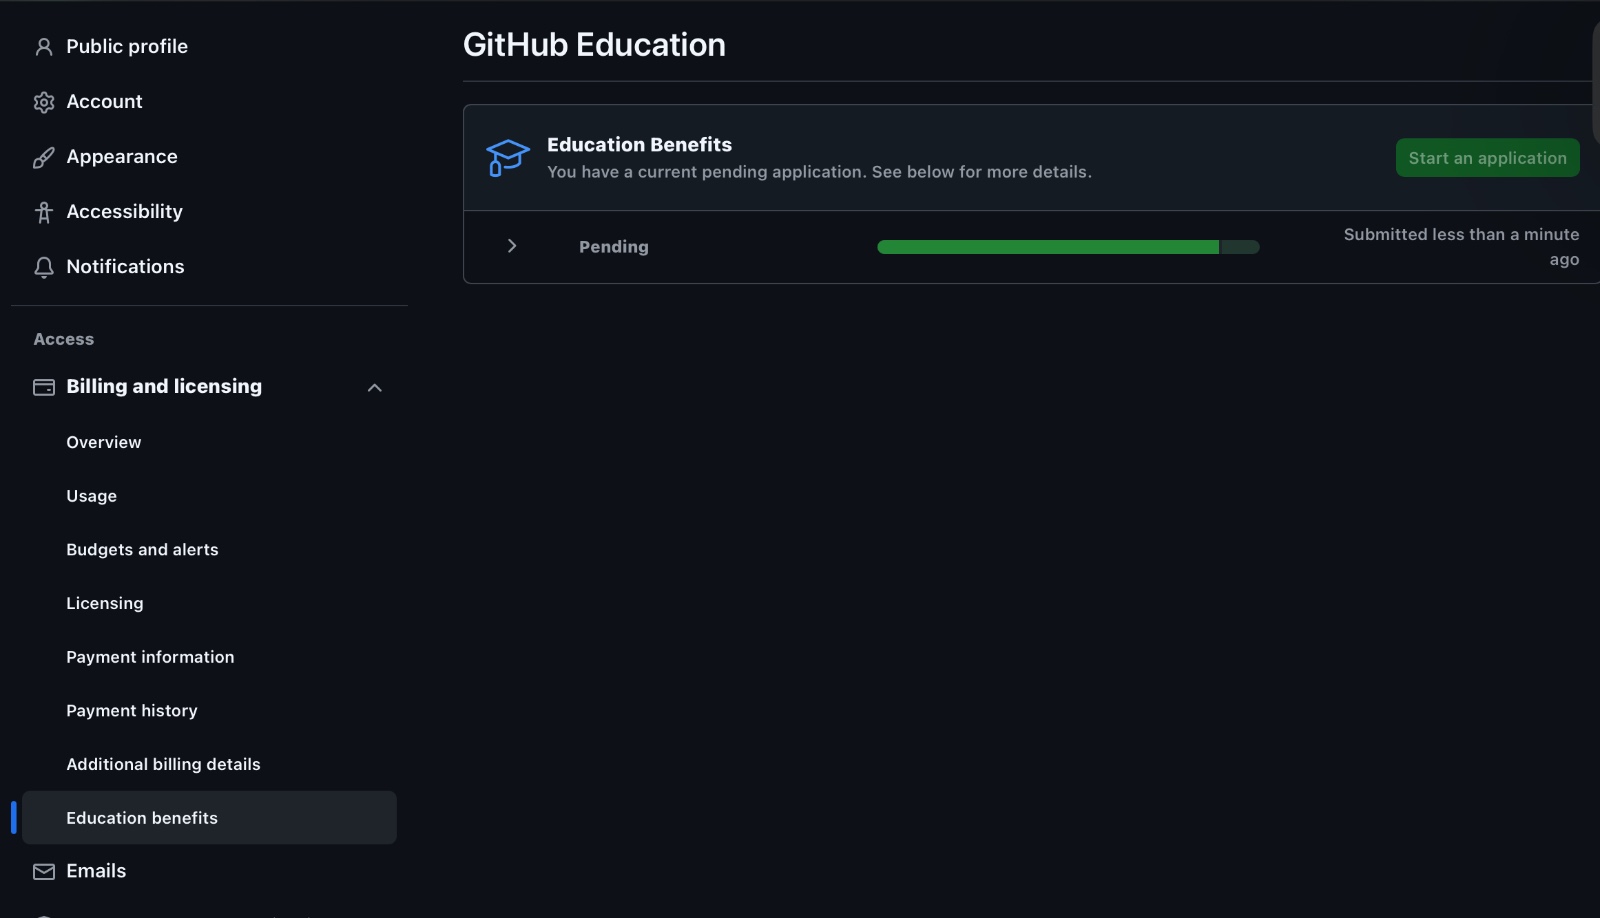 Public profile
Account
Appearance
Accessibility
Notifications
Access
Billing and licensing
Overview
Usage
Budgets and alerts
Licensing
Payment information
Payment history
Additional billing details
Education benefits
Emails
GitHub Education
Education Benefits
You have a current pending application. See below for more details.
Start an application
Pending
Submitted less than a minute
ago